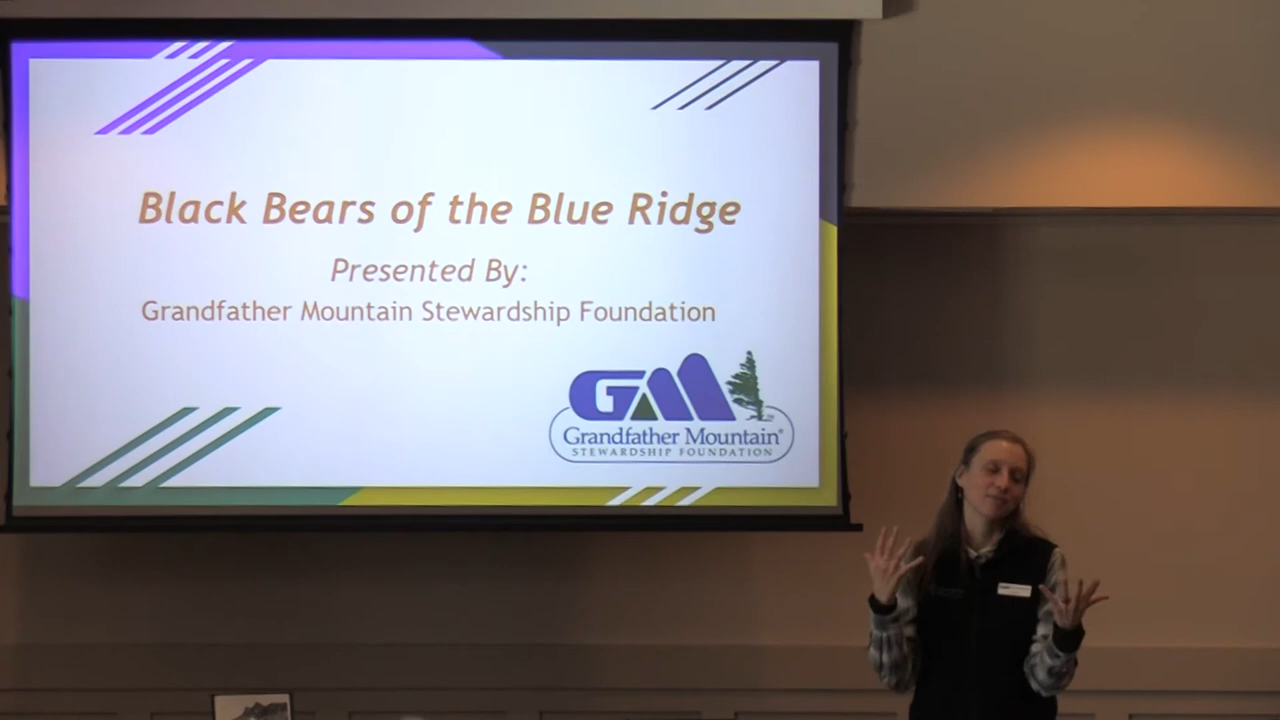 Black Bears of the Blue Ridge
Presented By:
Grandfather Mountain Stewardship Foundation
GM
Grandfather Mountain®
STEWARDSHIP FOUNDATION